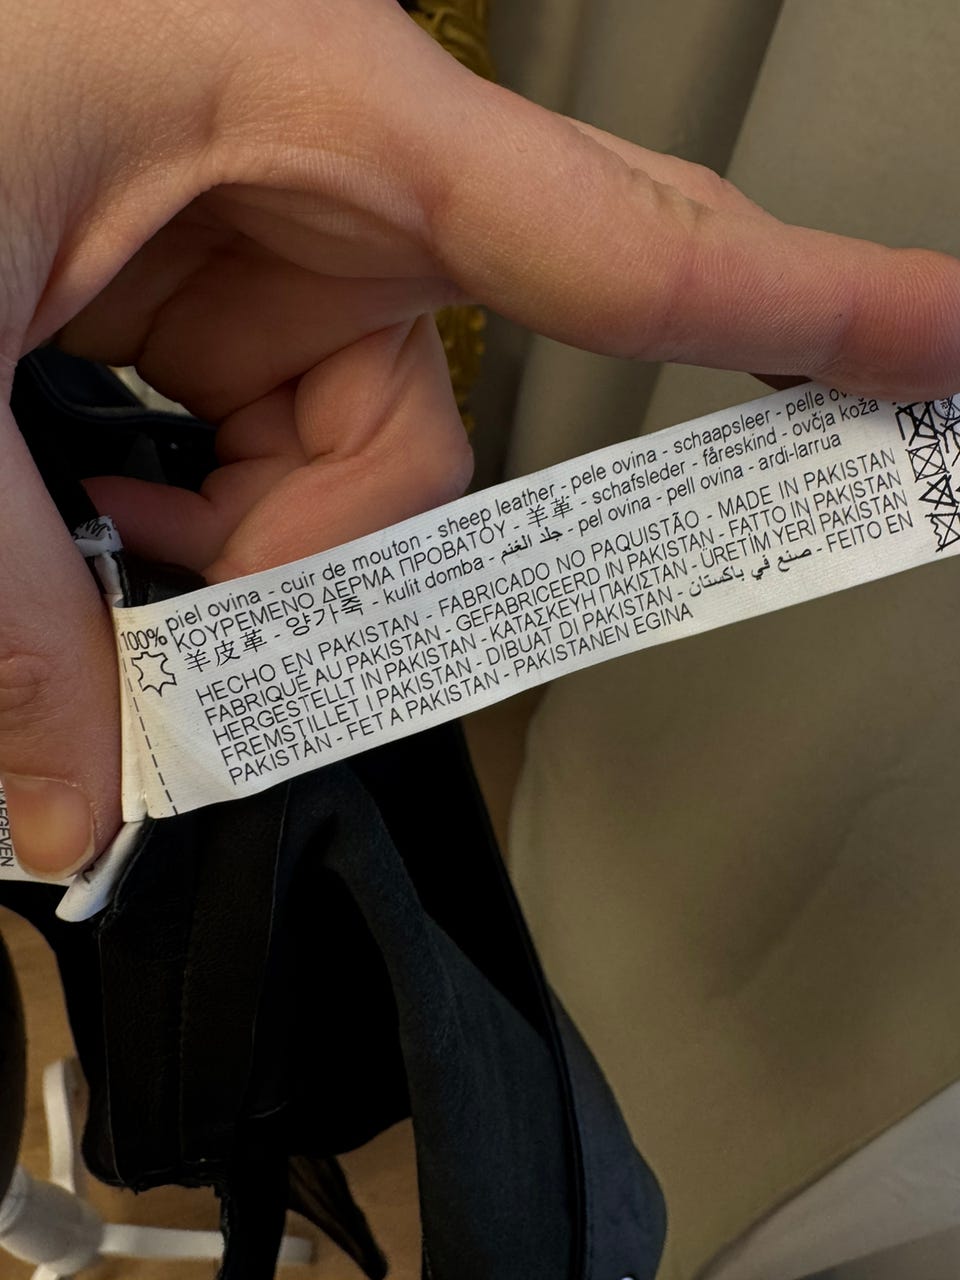 100% piel ovina - cuir de mouton - sheep leather - pele ovina - schaapsleer - pelle
ΚΟΥΡΕΜΕΝΟ ΔΕΡΜΑ ΠΡΟΒΑΤΟΥ - 羊革 - schafsleder - fåreskind - ovčja koža
羊皮革 - 양가죽 - kulit domba - جلد الغنم - pel ovina - pell ovina - ardi-larrua
HECHO EN PAKISTAN - FABRICADO NO PAQUISTÃO - MADE IN PAKISTAN
FABRIQUÉ AU PAKISTAN - GEFABRICEERD IN PAKISTAN - FATTO IN PAKISTAN
HERGESTELLT IN PAKISTAN - ΚΑΤΑΣΚΕΥΗ ΠΑΚΙΣΤΑΝ - ÜRETİM YERİ PAKİSTAN
FREMSTILLET I PAKISTAN - DIBUAT DI PAKISTAN - صنع في باكستان - FEITO EN
PAKISTÁN - FET A PAKISTAN - PAKISTANEN EGINA